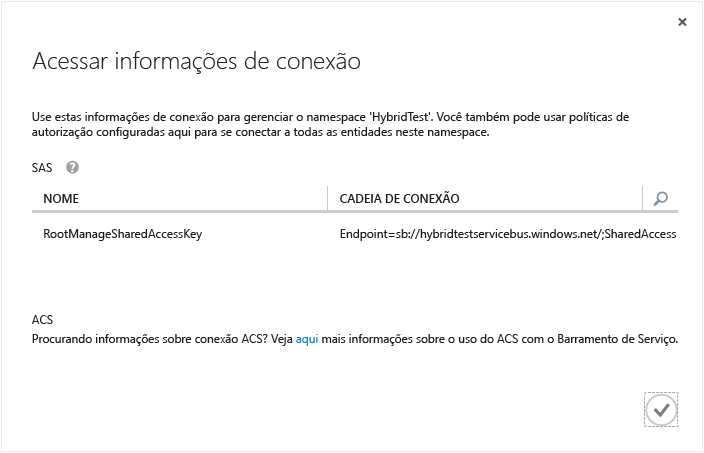 Acessar informações de conexão
Use estas informações de conexão para gerenciar o namespace 'HybridTest'. Você também pode usar políticas de
autorização configuradas aqui para se conectar a todas as entidades neste namespace.
SAS ?
NOME CADEIA DE CONEXÃO
RootManageSharedAccessKey Endpoint=sb://hybridtestservicebus.windows.net/;SharedAccess
ACS
Procurando informações sobre conexão ACS? Veja aqui mais informações sobre o uso do ACS com o Barramento de Serviço.